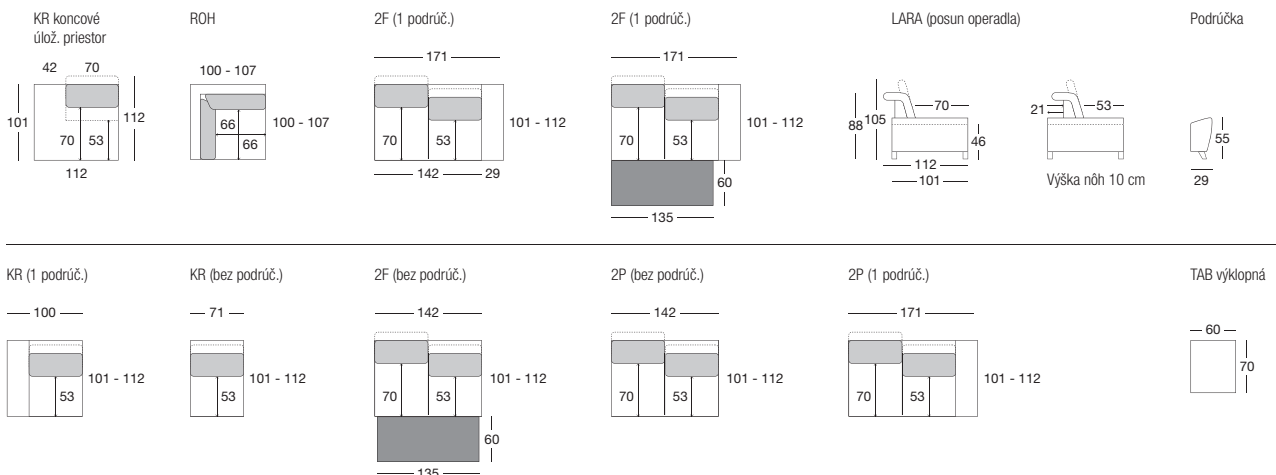 KR koncové
úlož. priestor
42 70
101
112
70 53
112
ROH
100 - 107
66
100 - 107
66
2F (1 podrúč.)
171
101 - 112
70 53
142 29
2F (1 podrúč.)
171
101 - 112
70 53
60
135
LARA (posun operadla)
70
88 105
46
112
101
21
53
Výška nôh 10 cm
Podrúčka
55
29
KR (1 podrúč.)
100
101 - 112
53
KR (bez podrúč.)
71
101 - 112
53
2F (bez podrúč.)
142
101 - 112
70 53
60
135
2P (bez podrúč.)
142
101 - 112
70 53
2P (1 podrúč.)
171
101 - 112
70 53
TAB výklopná
60
70